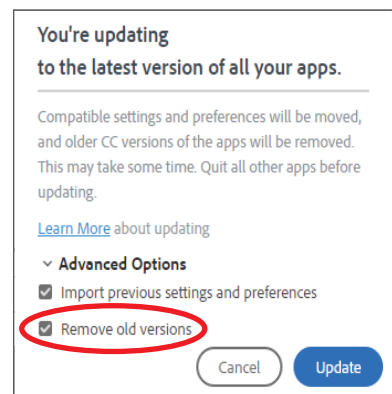 You're updating
to the latest version of all your apps.
Compatible settings and preferences will be moved,
and older CC versions of the apps will be removed.
This may take some time. Quit all other apps before
updating.
Learn More about updating
Advanced Options
Import previous settings and preferences
Remove old versions
Cancel Update